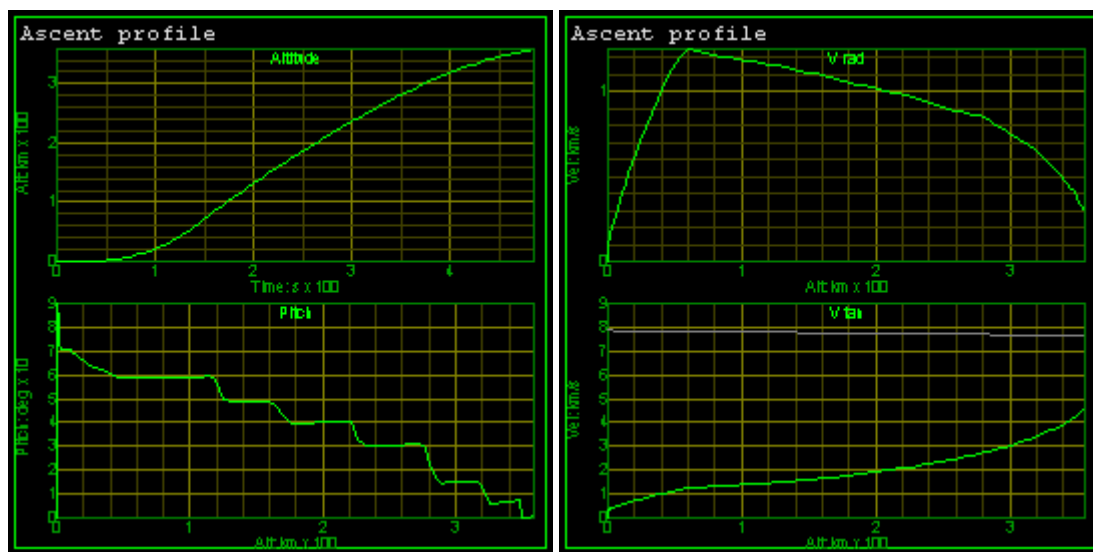 Ascent profile
Altitude
3
2
1
0
Alt: km x 100
0 1 2 3 4
Time: s x 100
Pitch
9
8
7
6
5
4
3
2
1
0
Pitch: deg x 10
0 1 2 3
Alt: km x 100
Ascent profile
V rad
1
0
Vel: km/s
0 1 2 3
Alt: km x 100
V tan
9
8
7
6
5
4
3
2
1
0
Vel: km/s
0 1 2 3
Alt: km x 100